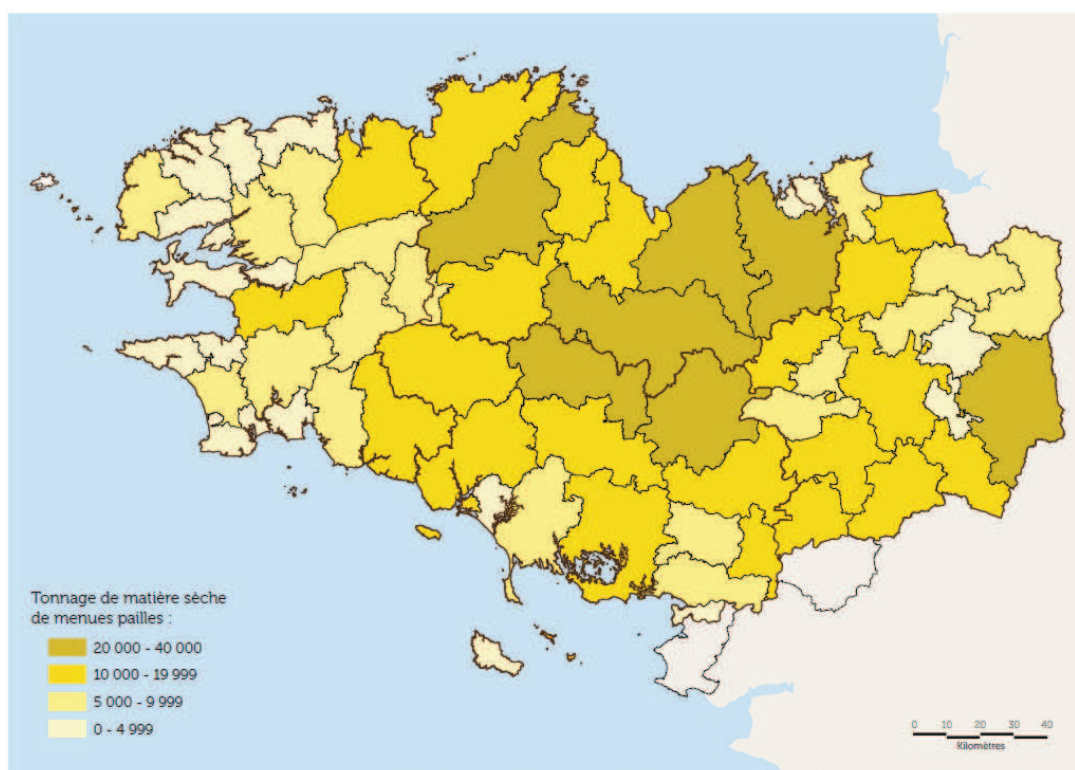 Tonnage de matière sèche
de menues pailles :
20 000 - 40 000
10 000 - 19 999
5 000 - 9 999
0 - 4 999
0 10 20 30 40
Kilomètres